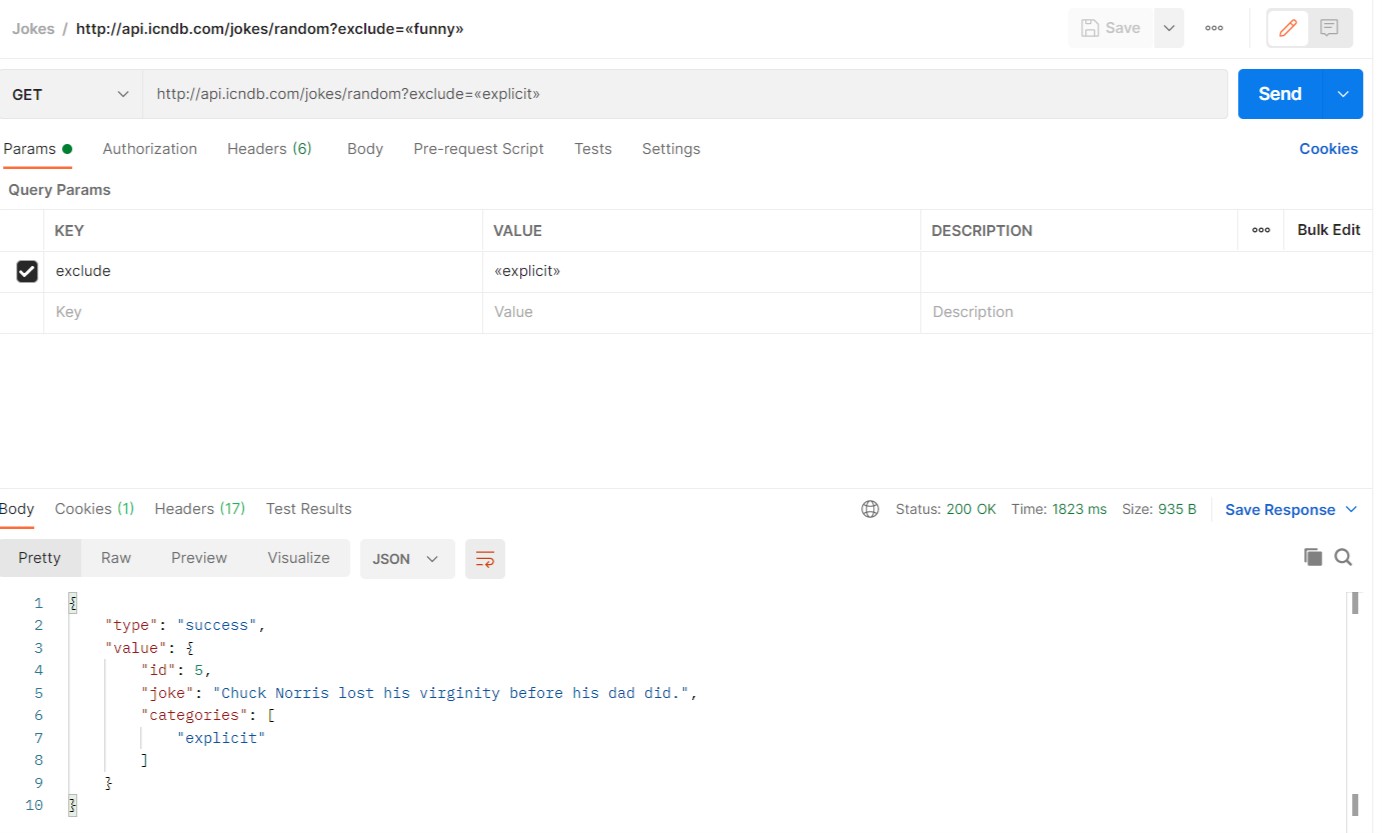 Jokes / http://api.icndb.com/jokes/random?exclude=«funny»
Save
GET http://api.icndb.com/jokes/random?exclude=«explicit» Send
Params Authorization Headers (6) Body Pre-request Script Tests Settings Cookies
Query Params
KEY VALUE DESCRIPTION Bulk Edit
exclude «explicit»
Key Value Description
Body Cookies (1) Headers (17) Test Results Status: 200 OK Time: 1823 ms Size: 935 B Save Response
Pretty Raw Preview Visualize JSON
1 {
2 "type": "success",
3 "value": {
4 "id": 5,
5 "joke": "Chuck Norris lost his virginity before his dad did.",
6 "categories": [
7 "explicit"
8 ]
9 }
10 }